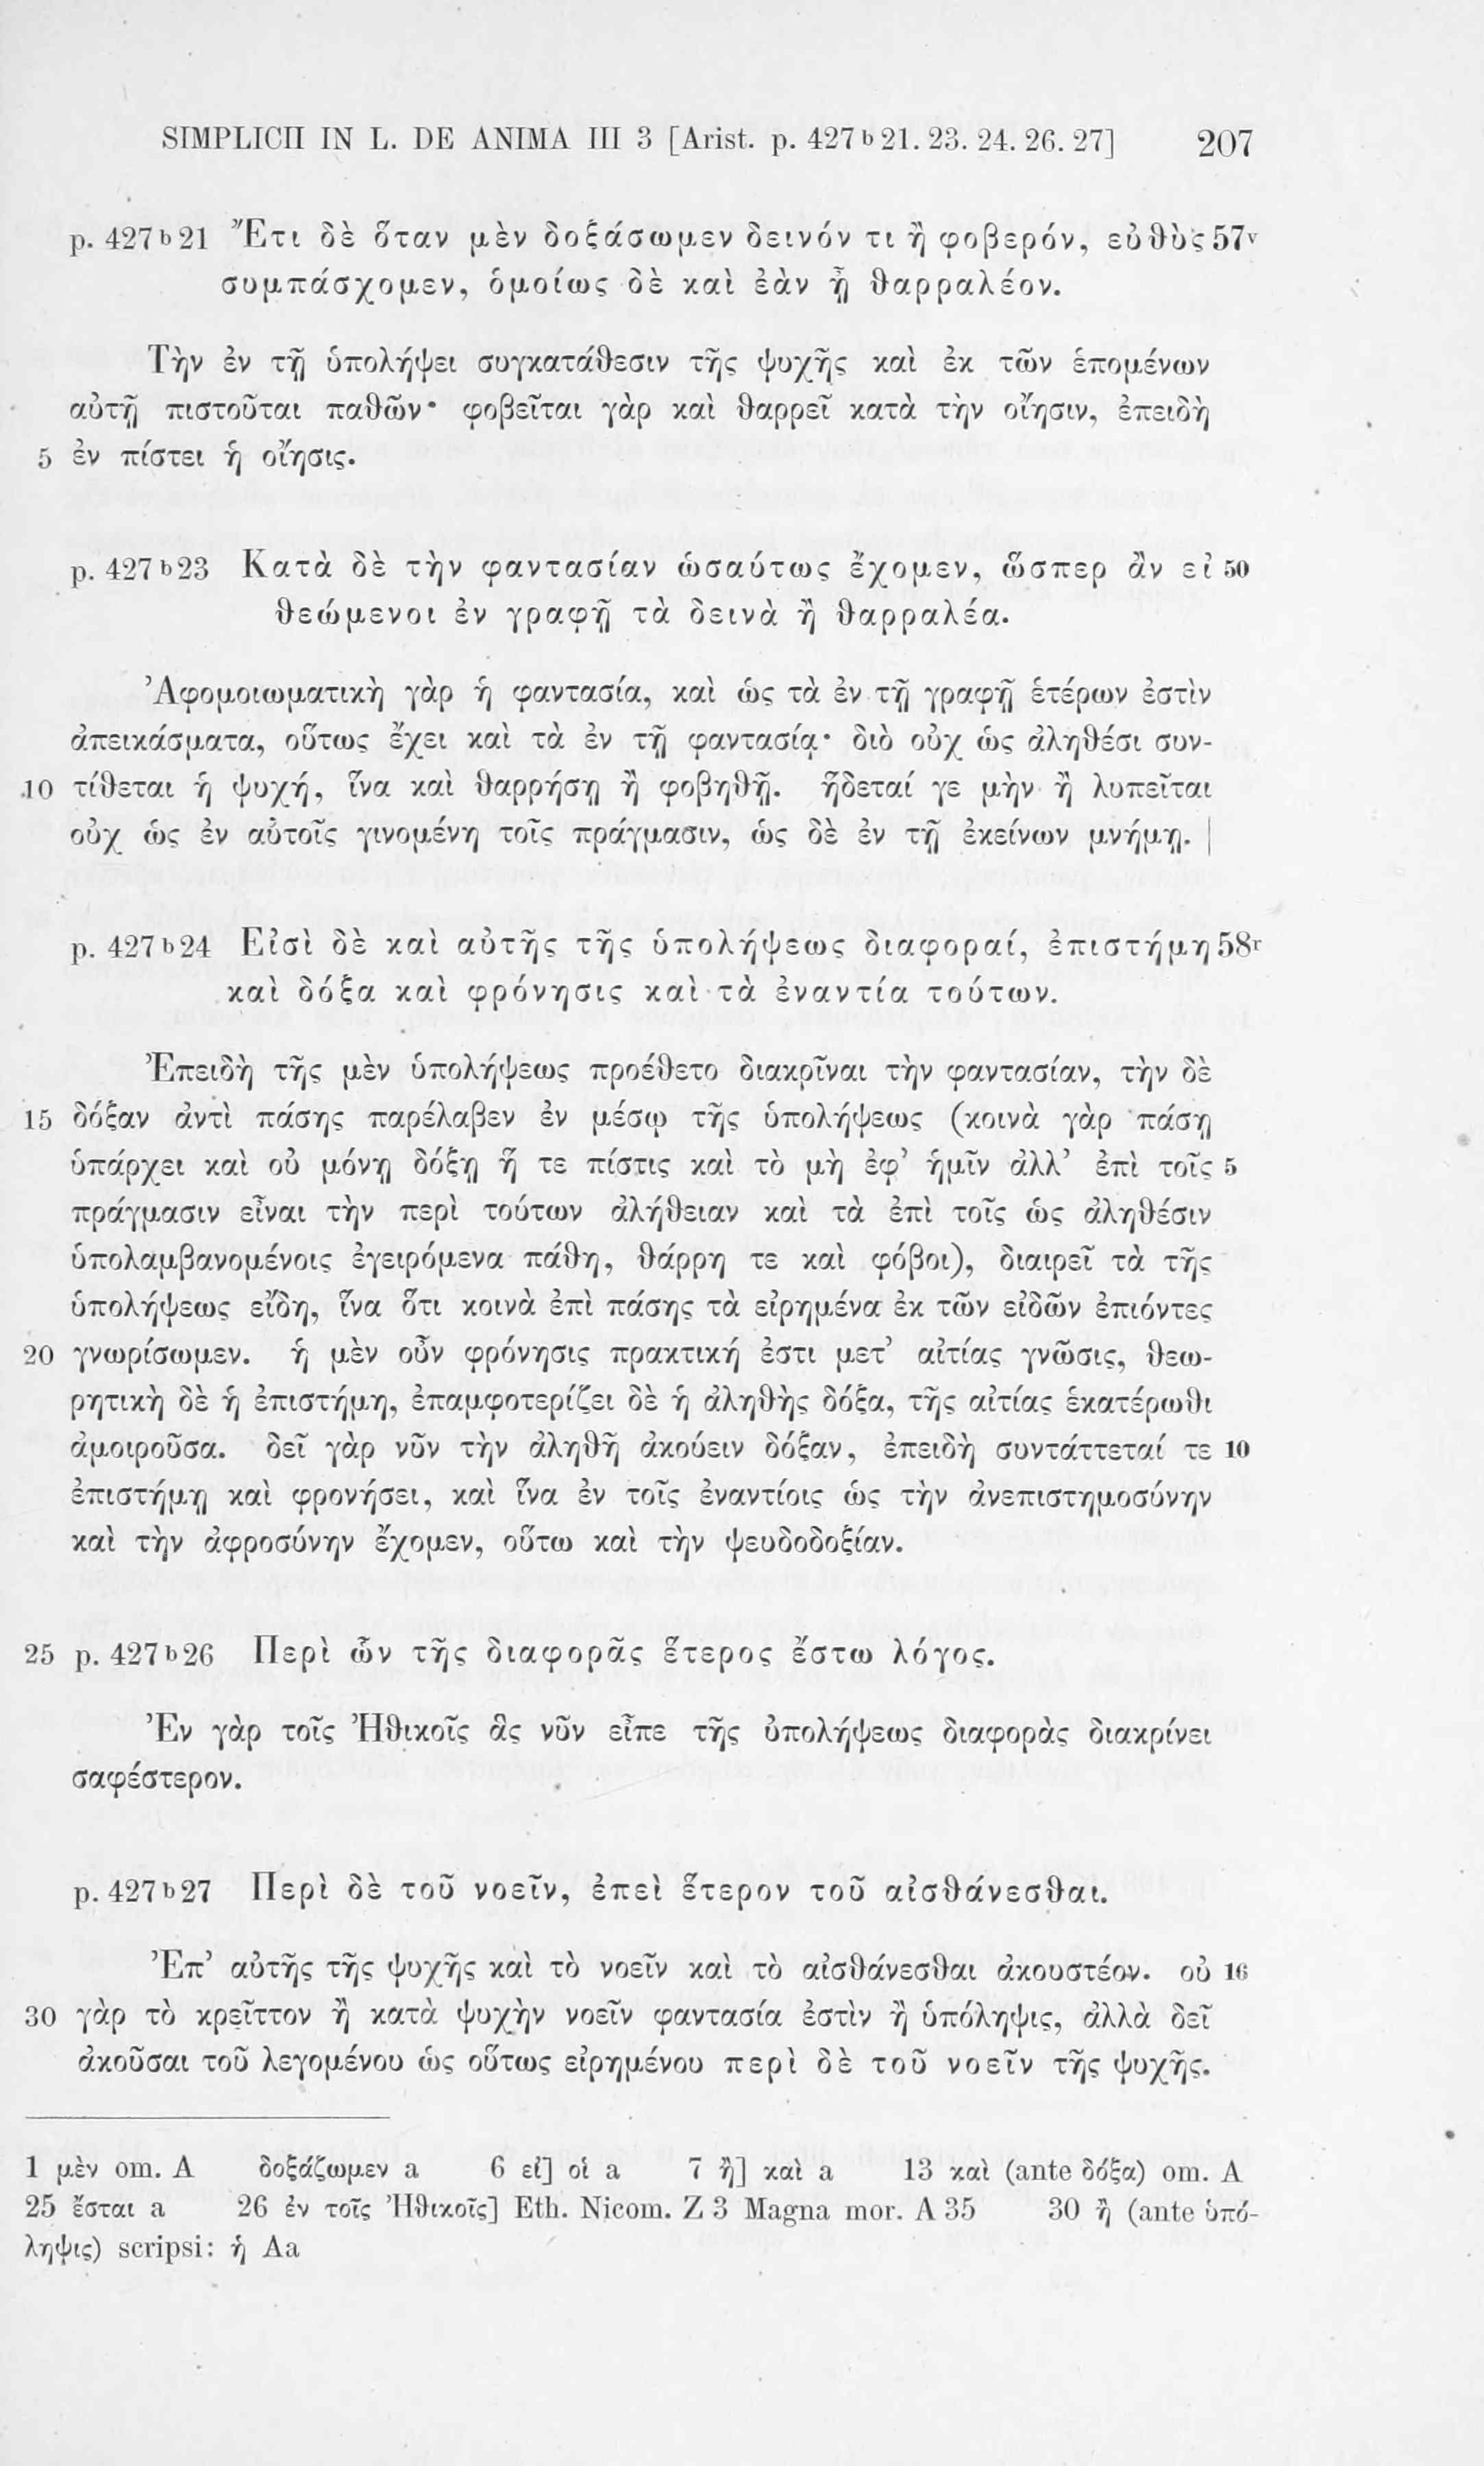 SIMPLICII IN L. DE ANIMA III 3 [Arist. p. 427 b 21. 23. 24. 26. 27] 207
p. 427 b 21 Ἔτι δὲ ὅταν μὲν δοξάσωμεν δεινόν τι ἢ φοβερόν, εὐθὺς 57v
συμπάσχομεν, ὁμοίως δὲ καὶ ἐὰν ᾖ θαρραλέον.
Τὴν ἐν τῇ ὑπολήψει συγκατάθεσιν τῆς ψυχῆς καὶ ἐκ τῶν ἑπομένων
αὐτῇ πιστοῦται παθῶν· φοβεῖται γὰρ καὶ θαρρεῖ κατὰ τὴν οἴησιν, ἐπειδὴ
5 ἐν πίστει ἡ οἴησις.
p. 427 b 23 Κατὰ δὲ τὴν φαντασίαν ὡσαύτως ἔχομεν, ὥσπερ ἂν εἰ 50
θεώμενοι ἐν γραφῇ τὰ δεινὰ ἢ θαρραλέα.
Ἀφομοιωματικὴ γὰρ ἡ φαντασία, καὶ ὡς τὰ ἐν τῇ γραφῇ ἑτέρων ἐστὶν
ἀπεικάσματα, οὕτως ἔχει καὶ τὰ ἐν τῇ φαντασίᾳ· διὸ οὐχ ὡς ἀληθέσι συν-
10 τίθεται ἡ ψυχή, ἵνα καὶ θαρρήσῃ ἢ φοβηθῇ. ἥδεταί γε μὴν ἢ λυπεῖται
οὐχ ὡς ἐν αὐτοῖς γινομένη τοῖς πράγμασιν, ὡς δὲ ἐν τῇ ἐκείνων μνήμῃ. |
p. 427 b 24 Εἰσὶ δὲ καὶ αὐτῆς τῆς ὑπολήψεως διαφοραί, ἐπιστήμη 58r
καὶ δόξα καὶ φρόνησις καὶ τὰ ἐναντία τούτων.
Ἐπειδὴ τῆς μὲν ὑπολήψεως προέθετο διακρῖναι τὴν φαντασίαν, τὴν δὲ
15 δόξαν ἀντὶ πάσης παρέλαβεν ἐν μέσῳ τῆς ὑπολήψεως (κοινὰ γὰρ πάσῃ
ὑπάρχει καὶ οὐ μόνῃ δόξῃ ἥ τε πίστις καὶ τὸ μὴ ἐφ’ ἡμῖν ἀλλ’ ἐπὶ τοῖς 5
πράγμασιν εἶναι τὴν περὶ τούτων ἀλήθειαν καὶ τὰ ἐπὶ τοῖς ὡς ἀληθέσιν
ὑπολαμβανομένοις ἐγειρόμενα πάθη, θάρρη τε καὶ φόβοι), διαιρεῖ τὰ τῆς
ὑπολήψεως εἴδη, ἵνα ὅτι κοινὰ ἐπὶ πάσης τὰ εἰρημένα ἐκ τῶν εἰδῶν ἐπιόντες
20 γνωρίσωμεν. ἡ μὲν οὖν φρόνησις πρακτική ἐστι μετ’ αἰτίας γνῶσις, θεω-
ρητικὴ δὲ ἡ ἐπιστήμη, ἐπαμφοτερίζει δὲ ἡ ἀληθὴς δόξα, τῆς αἰτίας ἑκατέρωθι
ἀμοιροῦσα. δεῖ γὰρ νῦν τὴν ἀληθῆ ἀκούειν δόξαν, ἐπειδὴ συντάττεταί τε 10
ἐπιστήμῃ καὶ φρονήσει, καὶ ἵνα ἐν τοῖς ἐναντίοις ὡς τὴν ἀνεπιστημοσύνην
καὶ τὴν ἀφροσύνην ἔχομεν, οὕτω καὶ τὴν ψευδοδοξίαν.
25 p. 427 b 26 Περὶ ὧν τῆς διαφορᾶς ἕτερος ἔστω λόγος.
Ἐν γὰρ τοῖς Ἠθικοῖς ἃς νῦν εἶπε τῆς ὑπολήψεως διαφορὰς διακρίνει
σαφέστερον.
p. 427 b 27 Περὶ δὲ τοῦ νοεῖν, ἐπεὶ ἕτερον τοῦ αἰσθάνεσθαι.
Ἐπ’ αὐτῆς τῆς ψυχῆς καὶ τὸ νοεῖν καὶ τὸ αἰσθάνεσθαι ἀκουστέον. οὐ 16
30 γὰρ τὸ κρεῖττον ἢ κατὰ ψυχὴν νοεῖν φαντασία ἐστὶν ἢ ὑπόληψις, ἀλλὰ δεῖ
ἀκοῦσαι τοῦ λεγομένου ὡς οὕτως εἰρημένου περὶ δὲ τοῦ νοεῖν τῆς ψυχῆς.
1 μὲν om. A δοξάζωμεν a 6 εἰ] οἱ a 7 ἢ] καὶ a 13 καὶ (ante δόξα) om. A
25 ἔσται a 26 ἐν τοῖς Ἠθικοῖς] Eth. Nicom. Z 3 Magna mor. A 35 30 ἢ (ante ὑπό-
ληψις) scripsi: ἡ Aa